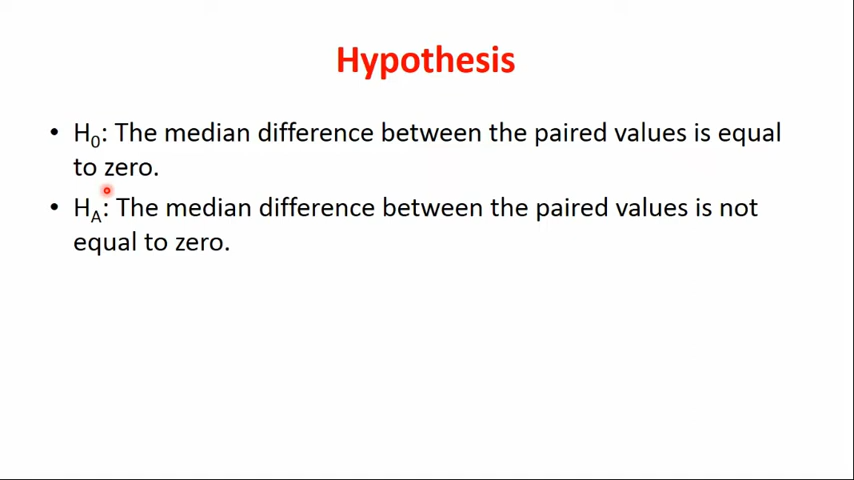 Hypothesis
• H₀: The median difference between the paired values is equal
to zero.
• Hₐ: The median difference between the paired values is not
equal to zero.